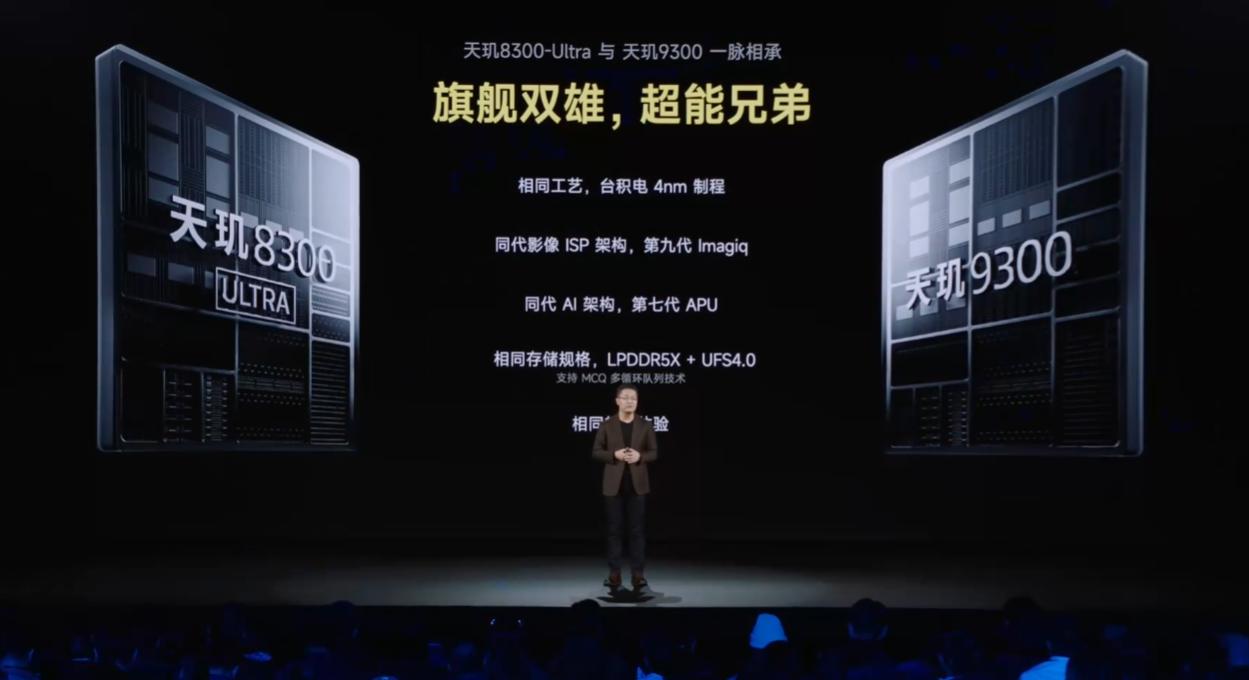 天玑8300-Ultra 与 天玑9300 一脉相承
旗舰双雄，超能兄弟
相同工艺，台积电 4nm 制程
同代影像 ISP 架构，第九代 Imagiq
同代 AI 架构，第七代 APU
相同存储规格，LPDDR5X + UFS4.0
支持 MCQ 多循环队列技术
相同
验
天玑8300
ULTRA
天玑9300